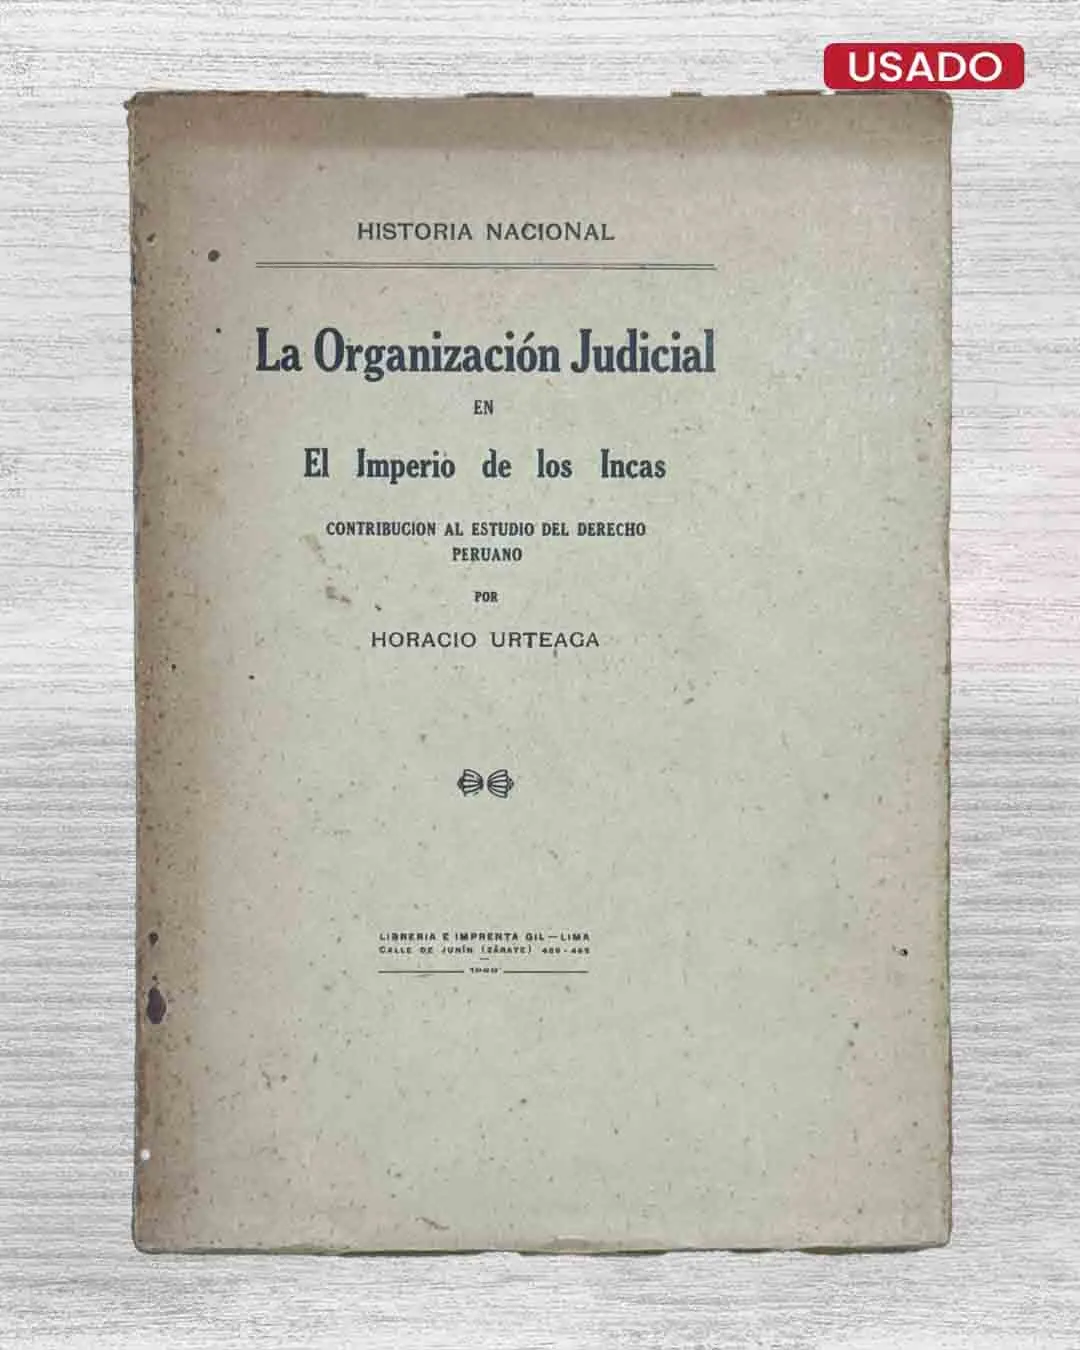 USADO
HISTORIA NACIONAL
La Organización Judicial
EN
El Imperio de los Incas
CONTRIBUCION AL ESTUDIO DEL DERECHO
PERUANO
POR
HORACIO URTEAGA
LIBRERIA E IMPRENTA GIL — LIMA
CALLE DE JUNÍN (ZÁRATE)